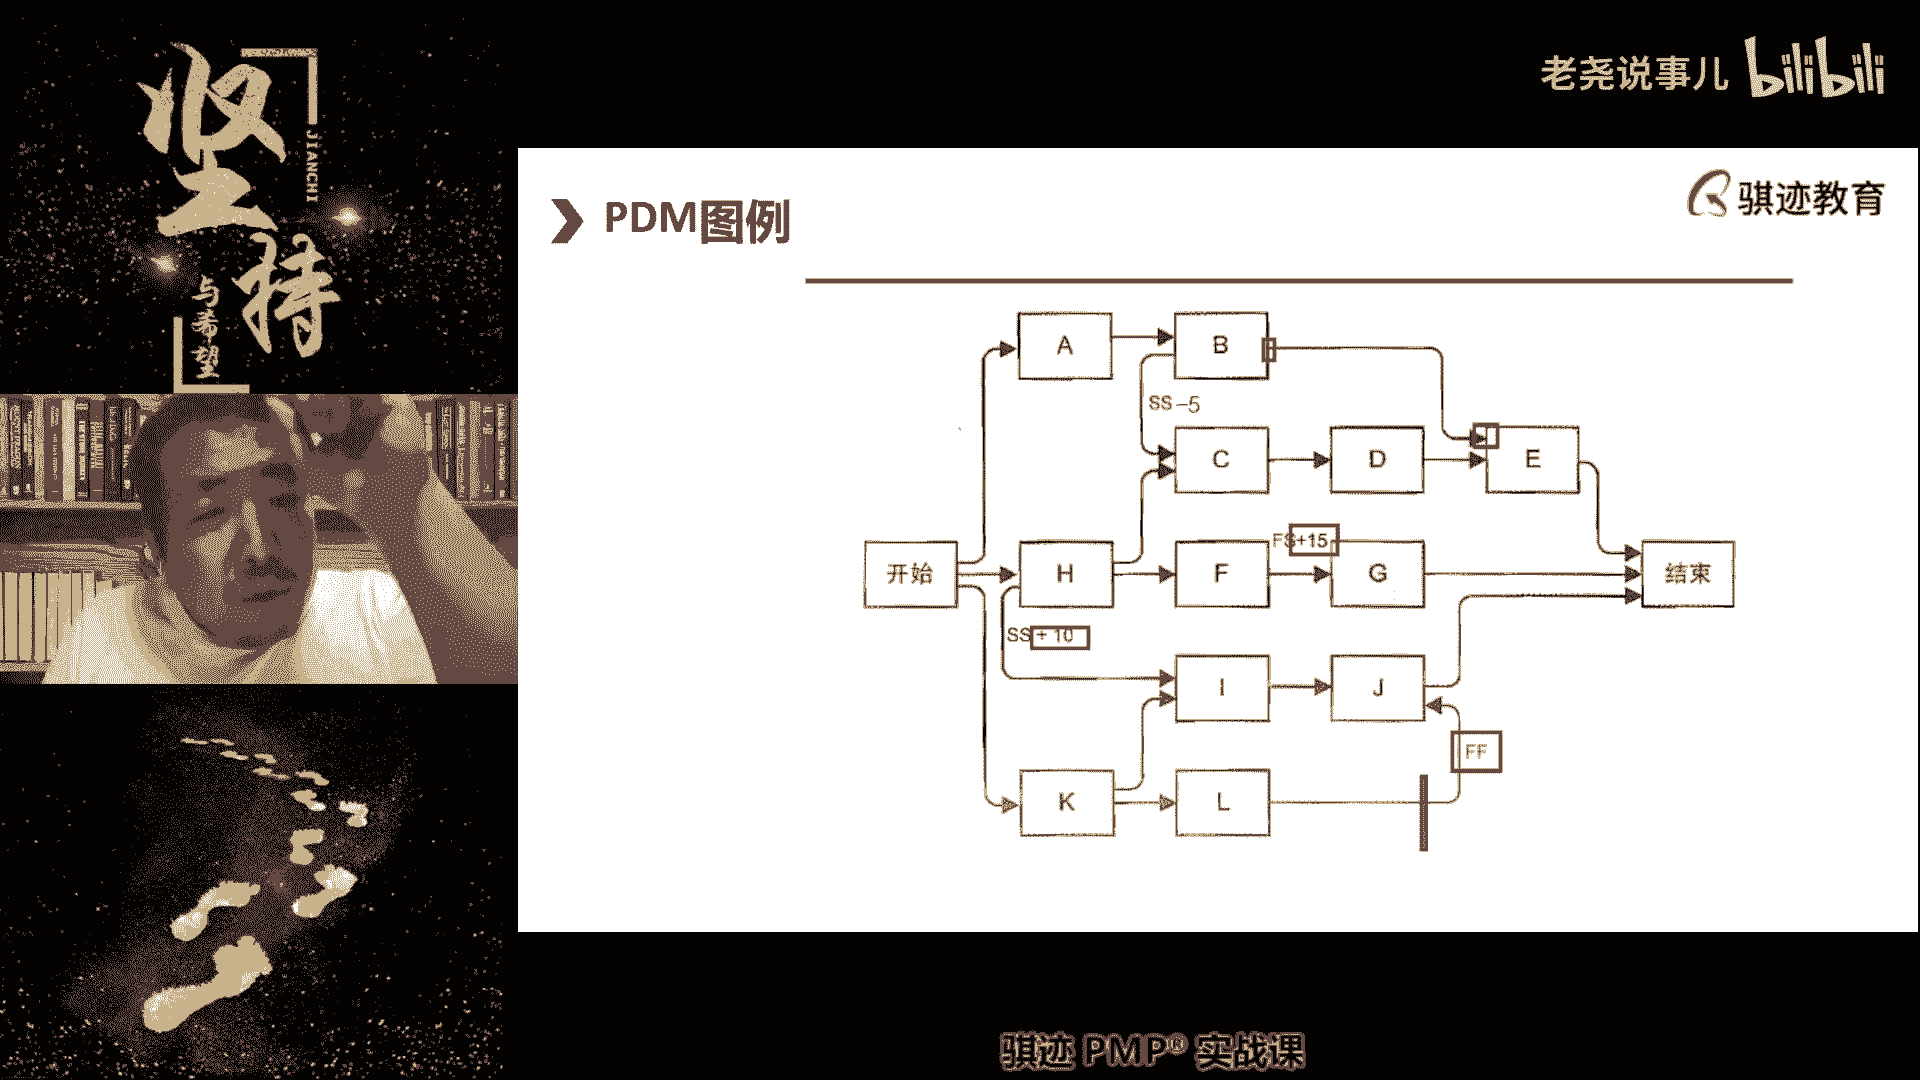 坚持
JIANCHI
与希望
老尧说事儿 bilibili
骐迹教育
PDM图例
A
B
SS –5
C
D
E
FS+15
开始
H
F
G
结束
SS + 10
I
J
FF
K
L
骐迹 PMP® 实战课